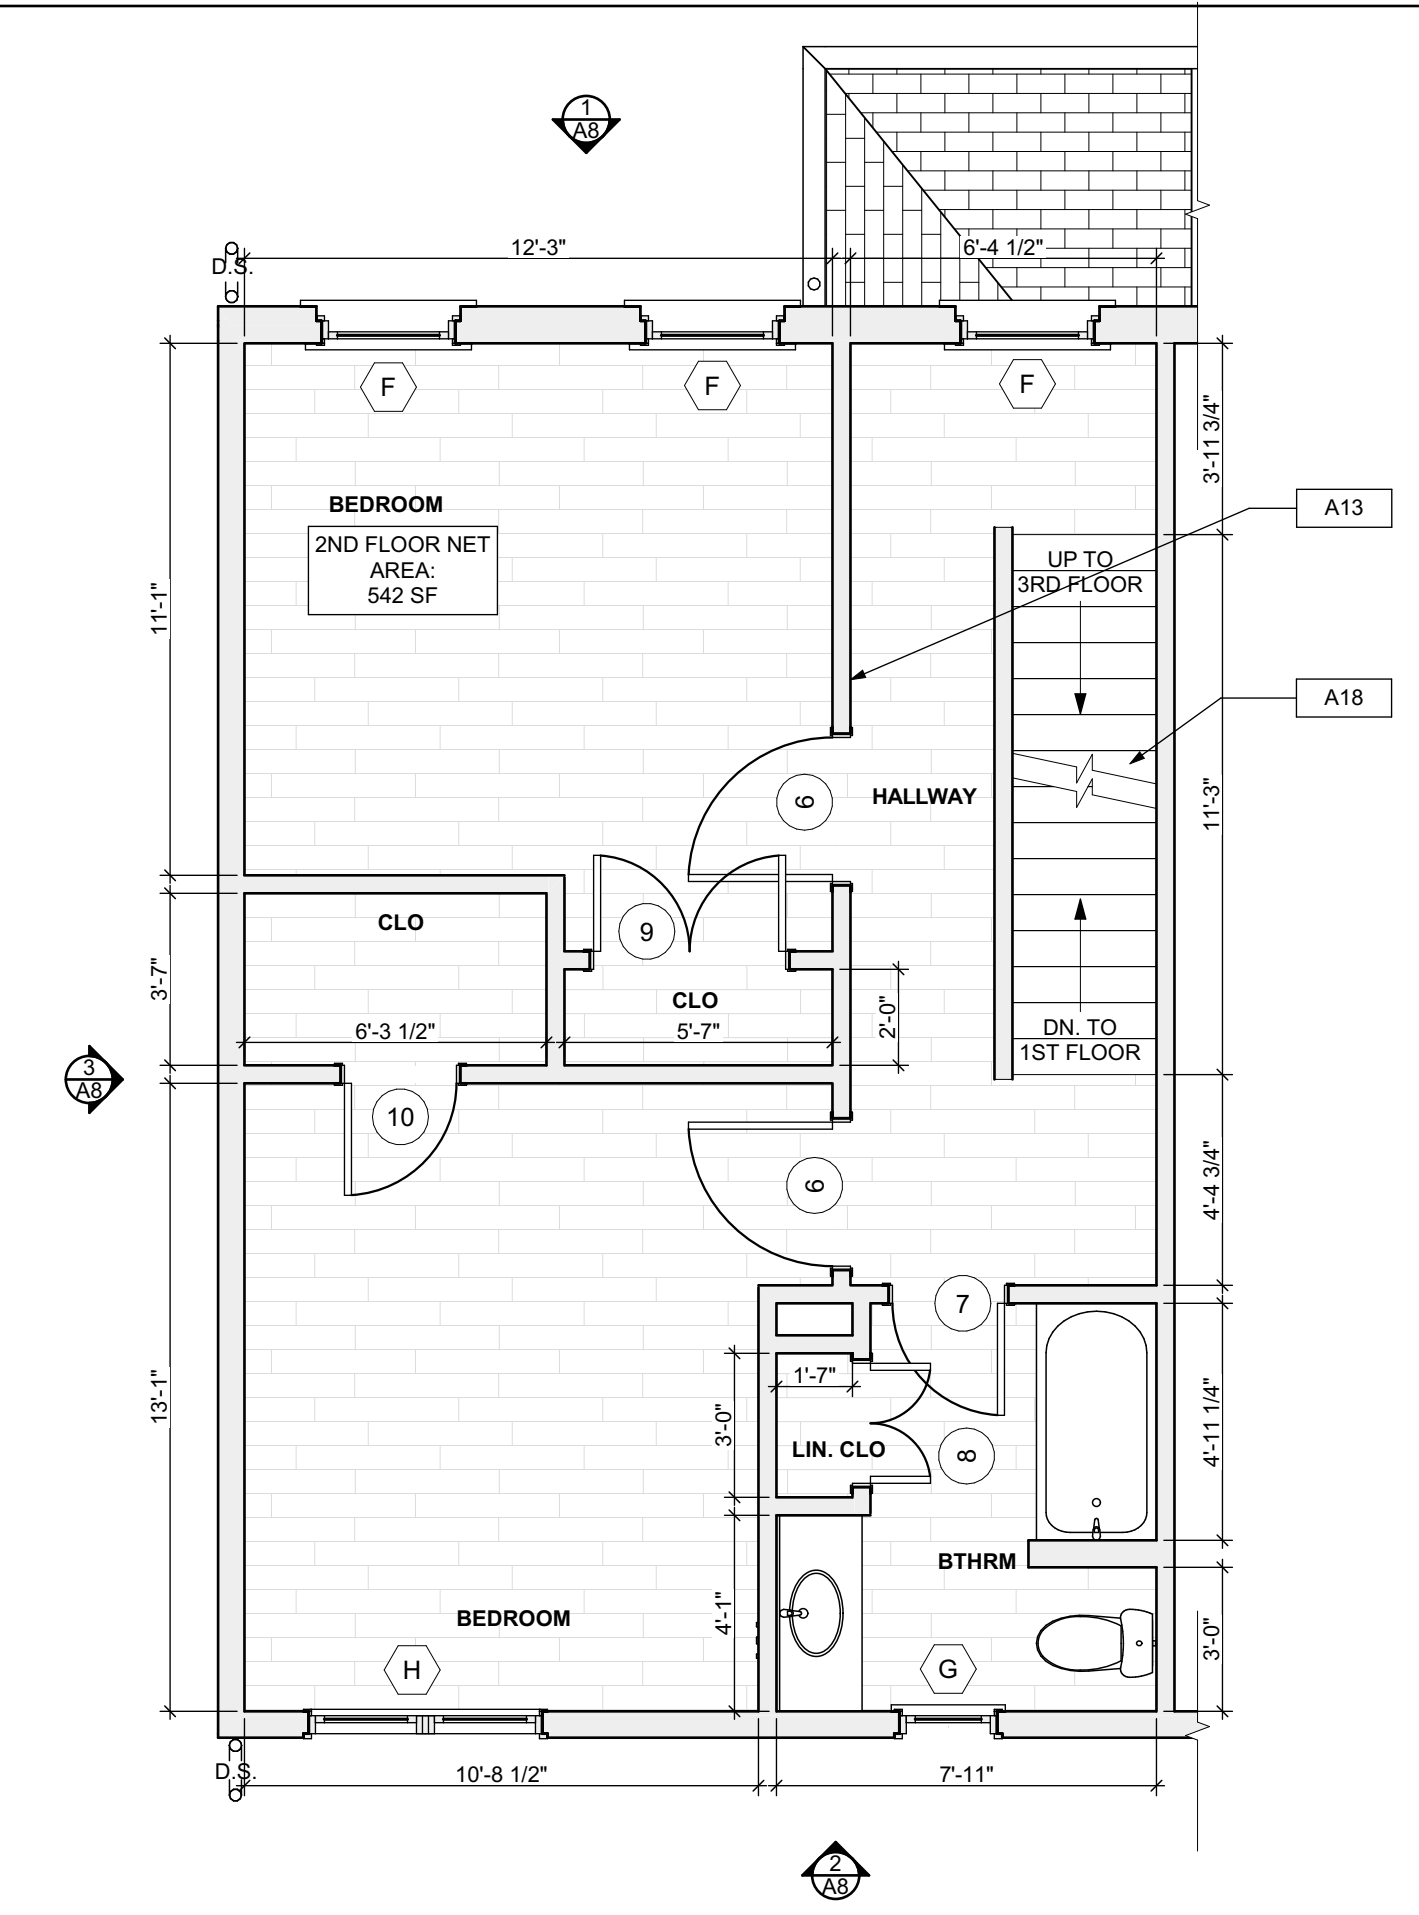 1
A8
12'-3"
6'-4 1/2"
D.S.
F
F
F
3'-11 3/4"
BEDROOM
A13
2ND FLOOR NET
AREA:
542 SF
UP TO
3RD FLOOR
11'-1"
A18
6
HALLWAY
11'-3"
CLO
9
3'-7"
CLO
6'-3 1/2"
5'-7"
2'-0"
DN. TO
1ST FLOOR
3
A8
10
6
4'-4 3/4"
7
1'-7"
13'-1"
3'-0"
4'-11 1/4"
LIN. CLO
8
BTHRM
4'-1"
BEDROOM
3'-0"
H
G
D.S.
10'-8 1/2"
7'-11"
2
A8